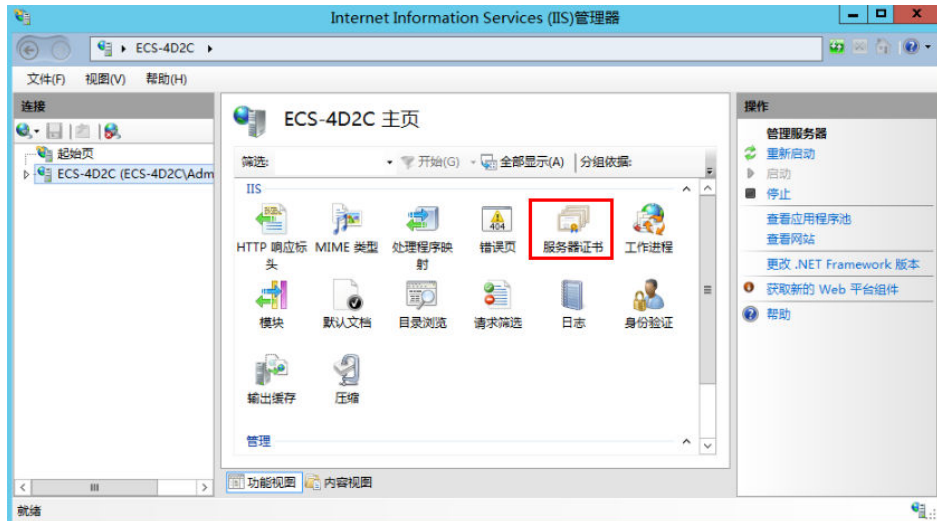 Internet Information Services (IIS)管理器
ECS-4D2C
文件(F) 视图(V) 帮助(H)
连接
起始页
ECS-4D2C (ECS-4D2C\Adm
ECS-4D2C 主页
筛选: 开始(G) 全部显示(A) 分组依据:
IIS
HTTP 响应标头
MIME 类型
处理程序映射
404
错误页
服务器证书
工作进程
模块
默认文档
目录浏览
请求筛选
日志
身份验证
输出缓存
压缩
管理
功能视图 内容视图
操作
管理服务器
重新启动
启动
停止
查看应用程序池
查看网站
更改 .NET Framework 版本
获取新的 Web 平台组件
帮助
就绪